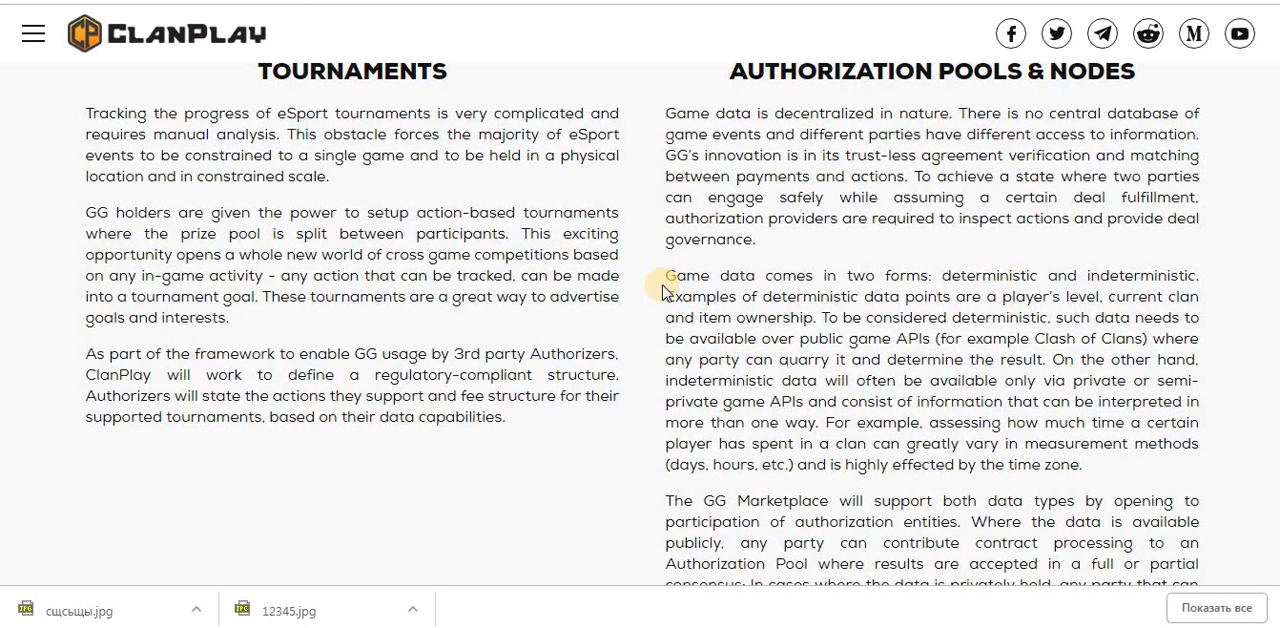 CLANPLAY
TOURNAMENTS
Tracking the progress of eSport tournaments is very complicated and
requires manual analysis. This obstacle forces the majority of eSport
events to be constrained to a single game and to be held in a physical
location and in constrained scale.
GG holders are given the power to setup action-based tournaments
where the prize pool is split between participants. This exciting
opportunity opens a whole new world of cross game competitions based
on any in-game activity - any action that can be tracked, can be made
into a tournament goal. These tournaments are a great way to advertise
goals and interests.
As part of the framework to enable GG usage by 3rd party Authorizers,
ClanPlay will work to define a regulatory-compliant structure.
Authorizers will state the actions they support and fee structure for their
supported tournaments, based on their data capabilities.
AUTHORIZATION POOLS & NODES
Game data is decentralized in nature. There is no central database of
game events and different parties have different access to information.
GG's innovation is in its trust-less agreement verification and matching
between payments and actions. To achieve a state where two parties
can engage safely while assuming a certain deal fulfillment,
authorization providers are required to inspect actions and provide deal
governance.
Game data comes in two forms: deterministic and indeterministic.
Examples of deterministic data points are a player's level, current clan
and item ownership. To be considered deterministic, such data needs to
be available over public game APIs (for example Clash of Clans) where
any party can quarry it and determine the result. On the other hand,
indeterministic data will often be available only via private or semi-
private game APIs and consist of information that can be interpreted in
more than one way. For example, assessing how much time a certain
player has spent in a clan can greatly vary in measurement methods
(days, hours, etc.) and is highly effected by the time zone.
The GG Marketplace will support both data types by opening to
participation of authorization entities. Where the data is available
publicly, any party can contribute contract processing to an
Authorization Pool where results are accepted in a full or partial
consensus; In cases where the data is privately held, any party that can
сщсьщы.jpg
12345.jpg
Показать все